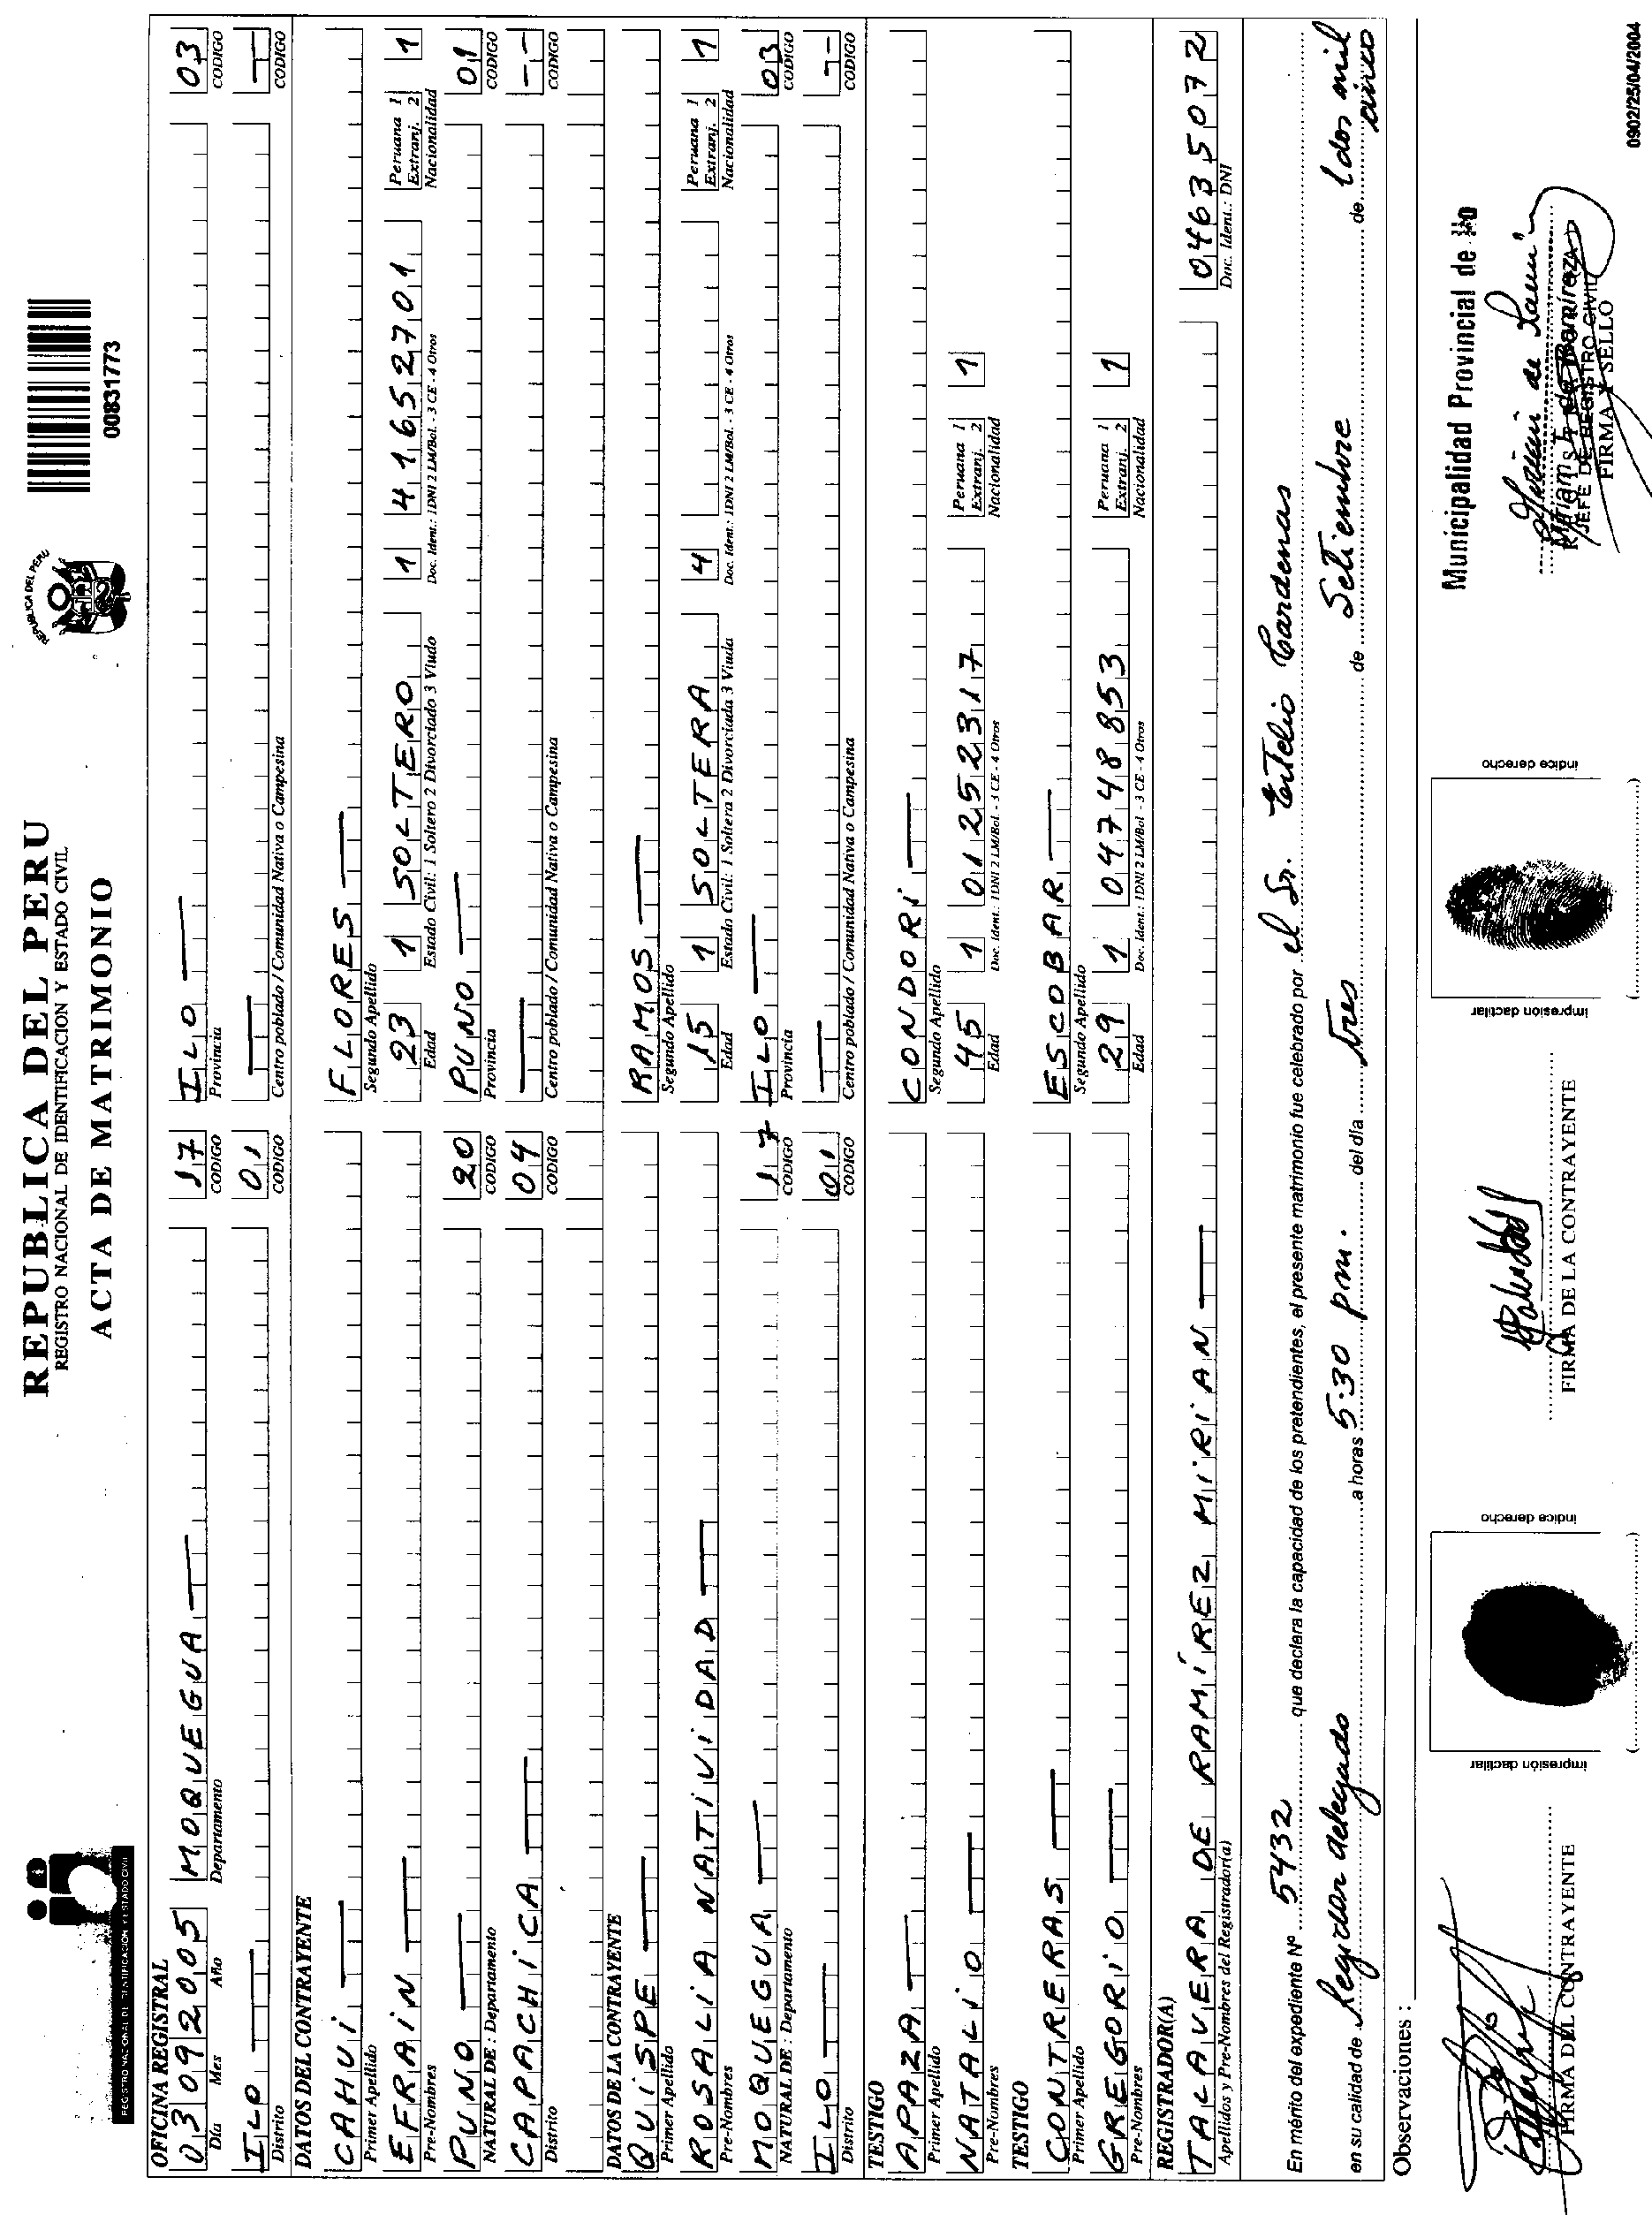 REPUBLICA DEL PERU
REGISTRO NACIONAL DE IDENTIFICACION Y ESTADO CIVIL
ACTA DE MATRIMONIO
REGISTRO NACIONAL DE IDENTIFICACION Y ESTADO CIVIL
REPUBLICA DEL PERU
00831773
OFICINA REGISTRAL
03 09 2005 MOQUEGUA 17 ILO 03
Día Mes Año Departamento CODIGO Provincia CODIGO
ILO 01
Distrito CODIGO Centro poblado / Comunidad Nativa o Campesina CODIGO
DATOS DEL CONTRAYENTE
CAHUI FLORES
Primer Apellido Segundo Apellido
EFRAIN 23 1 SOLTERO 1 41652701 Peruana 1 Extranj. 2 1
Pre-Nombres Edad Estado Civil: 1 Soltero 2 Divorciado 3 Viudo Doc. Ident.: 1DNI 2 LM/Bol. - 3 CE - 4 Otros Nacionalidad
PUNO 20 PUNO 01
NATURAL DE : Departamento CODIGO Provincia CODIGO
CAPACHICA 04 --
Distrito CODIGO Centro poblado / Comunidad Nativa o Campesina CODIGO
DATOS DE LA CONTRAYENTE
QUISPE RAMOS
Primer Apellido Segundo Apellido
ROSALIA NATIVIDAD 15 1 SOLTERA 4 Peruana 1 Extranj. 2 1
Pre-Nombres Edad Estado Civil: 1 Soltera 2 Divorciada 3 Viuda Doc. Ident.: 1DNI 2 LM/Bol. - 3 CE - 4 Otros Nacionalidad
MOQUEGUA 17 ILO 03
NATURAL DE : Departamento CODIGO Provincia CODIGO
ILO 01 --
Distrito CODIGO Centro poblado / Comunidad Nativa o Campesina CODIGO
TESTIGO
APAZA CONDORI
Primer Apellido Segundo Apellido
NATALIO 45 1 01252317 Peruana 1 Extranj. 2 1
Pre-Nombres Edad Doc. Ident.: 1DNI 2 LM/Bol. - 3 CE - 4 Otros Nacionalidad
TESTIGO
CONTRERAS ESCOBAR
Primer Apellido Segundo Apellido
GREGORIO 29 1 04748853 Peruana 1 Extranj. 2 1
Pre-Nombres Edad Doc. Ident.: 1DNI 2 LM/Bol. - 3 CE - 4 Otros Nacionalidad
REGISTRADOR(A)
TALAVERA DE RAMÍREZ MIRIAN 04635072
Apellidos y Pre-Nombres del Registrador(a) Doc. Ident.: DNI
En mérito del expediente Nº 5432 que declara la capacidad de los pretendientes, el presente matrimonio fue celebrado por el Sr. Cardenas
en su calidad de Regidor delegado a horas 5:30 pm. del día tres de Setiembre de dos mil cinco
Observaciones :
Municipalidad Provincial de Ilo
JEFE DE REGISTRO CIVIL
FIRMA Y SELLO
FIRMA DEL CONTRAYENTE
impresión dactilar índice derecho
FIRMA DE LA CONTRAYENTE
impresión dactilar índice derecho
0902/25/04/2004